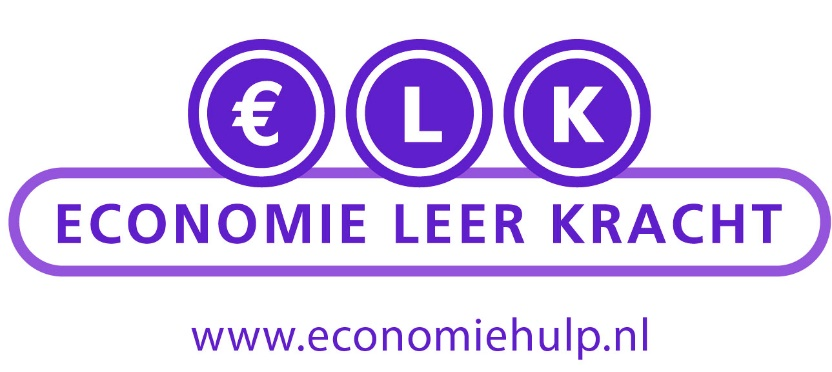 € L K
ECONOMIE LEER KRACHT
www.economiehulp.nl